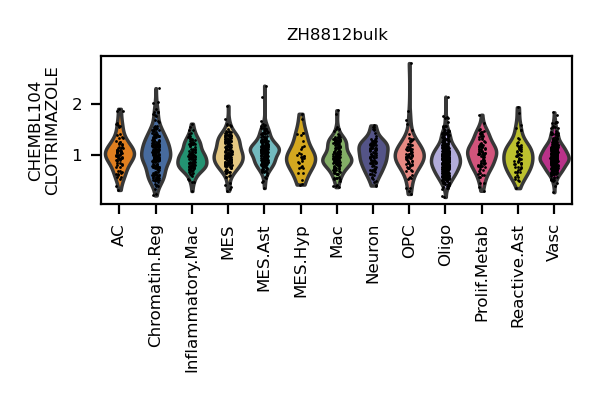 ZH8812bulk
CHEMBL104
CLOTRIMAZOLE
2
1
AC
Chromatin.Reg
Inflammatory.Mac
MES
MES.Ast
MES.Hyp
Mac
Neuron
OPC
Oligo
Prolif.Metab
Reactive.Ast
Vasc